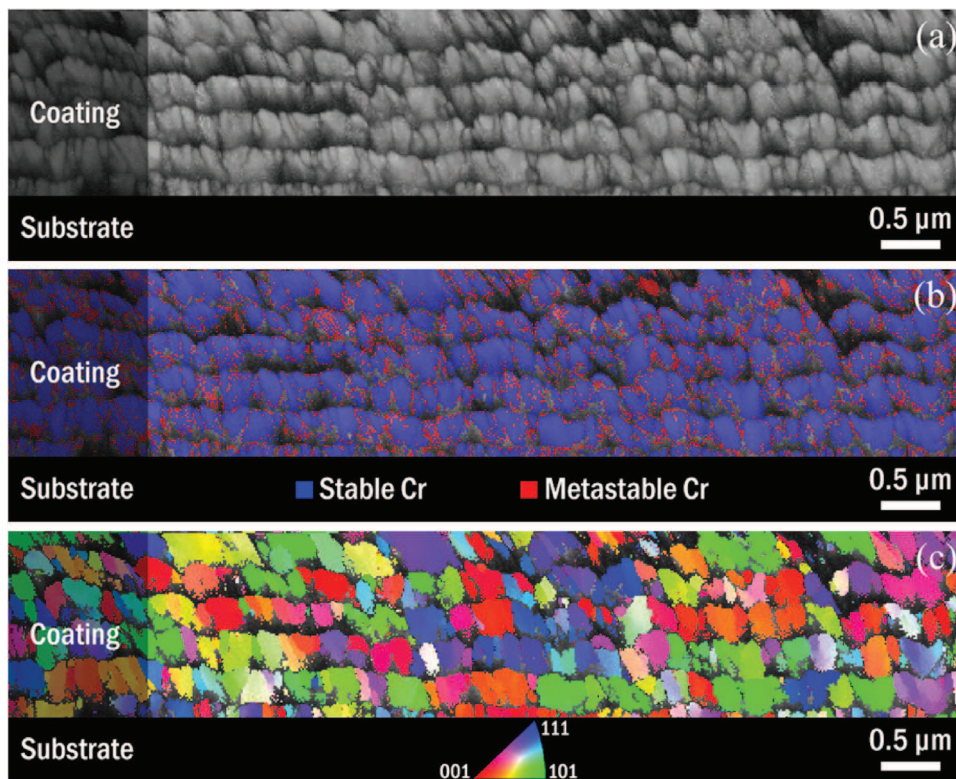 (a)
Coating
Substrate
0.5 µm
(b)
Coating
Substrate
Stable Cr
Metastable Cr
0.5 µm
(c)
Coating
Substrate
111
001
101
0.5 µm